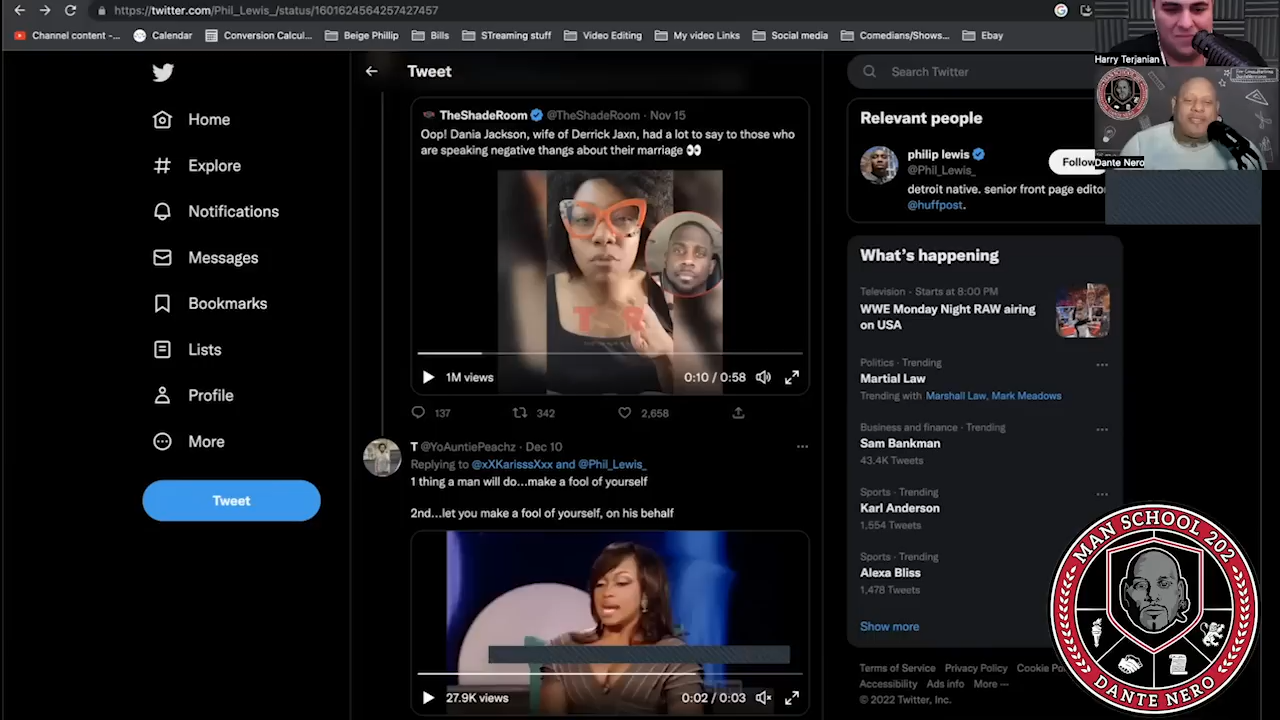 https://twitter.com/Phil_Lewis_/status/1601624564257427457
Channel content -...
Calendar
Conversion Calcul...
Beige Phillip
Bills
STreaming stuff
Video Editing
My video Links
Social media
Comedians/Shows...
Ebay
Harry Terjanian
Dante Nero
Home
Explore
Notifications
Messages
Bookmarks
Lists
Profile
More
Tweet
Tweet
TheShadeRoom @TheShadeRoom · Nov 15
Oop! Dania Jackson, wife of Derrick Jaxn, had a lot to say to those who
are speaking negative thangs about their marriage 👀
TSR
1M views
0:10 / 0:58
137
342
2,658
T @YoAuntiePeachz · Dec 10
Replying to @xXKarisssXxx and @Phil_Lewis_
1 thing a man will do...make a fool of yourself
2nd...let you make a fool of yourself, on his behalf
27.9K views
0:02 / 0:03
Search Twitter
Relevant people
philip lewis
@Phil_Lewis_
Follow
detroit native. senior front page editor
@huffpost.
What's happening
Television · Starts at 8:00 PM
WWE Monday Night RAW airing
on USA
Politics · Trending
Martial Law
Trending with Marshall Law, Mark Meadows
Business and finance · Trending
Sam Bankman
43.4K Tweets
Sports · Trending
Karl Anderson
1,554 Tweets
Sports · Trending
Alexa Bliss
1,478 Tweets
Show more
Terms of Service Privacy Policy Cookie Po
Accessibility Ads info More ···
© 2022 Twitter, Inc.
MAN SCHOOL 202
DANTE NERO